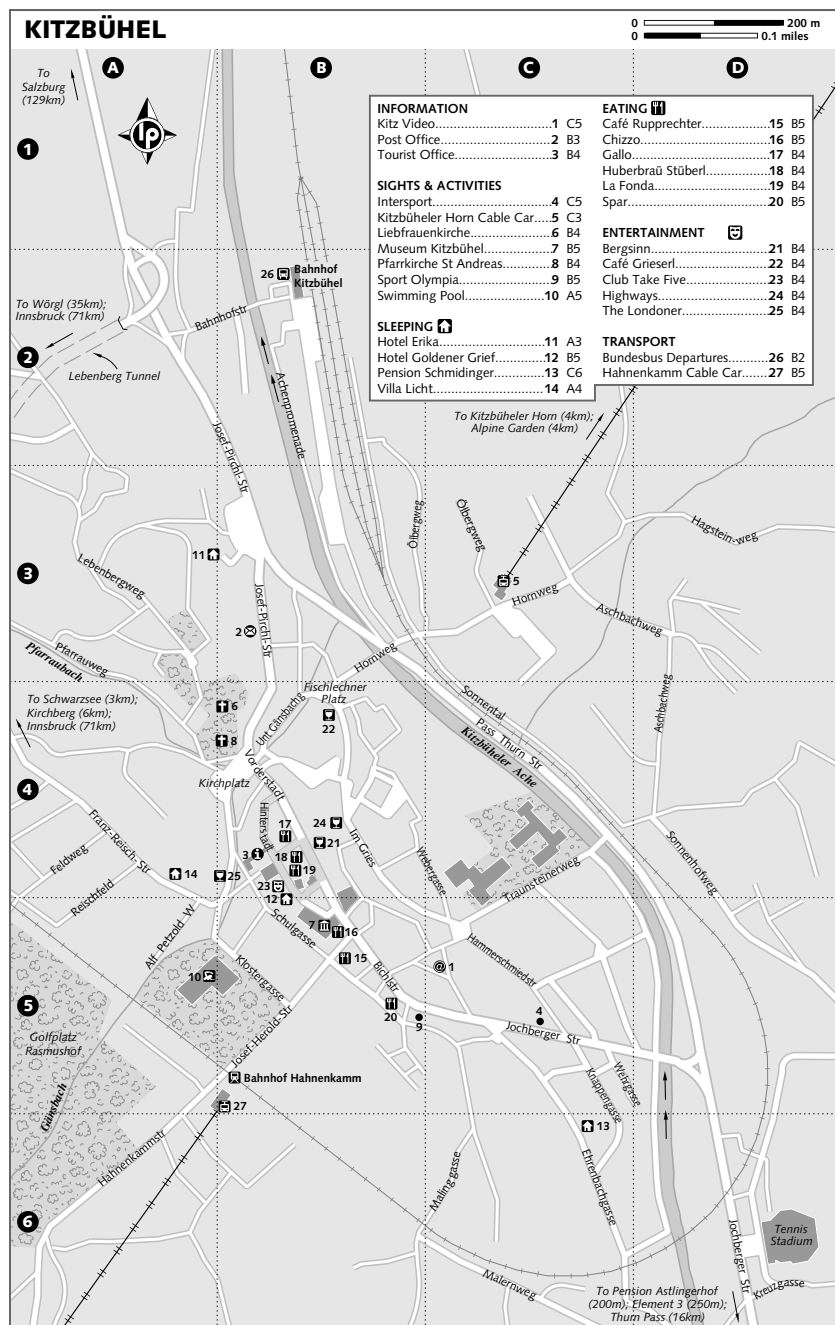 KITZBÜHEL
0 200 m
0 0.1 miles
A B C D
To
Salzburg
(129km)
lp
1
INFORMATION
Kitz Video 1 C5
Post Office 2 B3
Tourist Office 3 B4
SIGHTS & ACTIVITIES
Intersport 4 C5
Kitzbüheler Horn Cable Car 5 C3
Liebfrauenkirche 6 B4
Museum Kitzbühel 7 B5
Pfarrkirche St Andreas 8 B4
Sport Olympia 9 B5
Swimming Pool 10 A5
SLEEPING
Hotel Erika 11 A3
Hotel Goldener Grief 12 B5
Pension Schmidinger 13 C6
Villa Licht 14 A4
EATING
Café Rupprechter 15 B5
Chizzo 16 B5
Gallo 17 B4
Huberbraü Stüberl 18 B4
La Fonda 19 B4
Spar 20 B5
ENTERTAINMENT
Bergsinn 21 B4
Café Grieserl 22 B4
Club Take Five 23 B4
Highways 24 B4
The Londoner 25 B4
TRANSPORT
Bundesbus Departures 26 B2
Hahnenkamm Cable Car 27 B5
26 Bahnhof
Kitzbühel
To Wörgl (35km);
Innsbruck (71km)
Bahnhofstr
2
Lebenberg Tunnel
Achenpromenade
Josef-Pirchl-Str
To Kitzbüheler Horn (4km);
Alpine Garden (4km)
Ölbergweg
Ölbergweg
Hagstein-weg
11
3
Lebenbergweg
5
Hornweg
Aschbachweg
Josef-Pirchl-Str
2
Pfarrauweg
Pfarraubach
Hornweg
Aschbachweg
To Schwarzsee (3km);
Kirchberg (6km);
Innsbruck (71km)
Fischlechner
Platz
Unt Gänsbachg
Sonnental
Pass Thurn Str
Kitzbüheler Ache
6
22
8
Kirchplatz
Vorderstadt
4
Hinterstadt
17
24
21
Im Gries
Franz-Reisch-Str
Feldweg
Reischfeld
14
25
3
18
19
23
12
Webergasse
Traunsteinerweg
Sonnenhofweg
Alf Petzold W
Schulgasse
7
16
15
Bichlstr
1
Hammerschmiedstr
10
Klostergasse
5
20
9
4
Jochberger Str
Golfplatz
Rasmushof
Josef-Herold-Str
Gänsbach
Bahnhof Hahnenkamm
27
Wehrgasse
Knappengasse
13
Hahnenkammstr
Malinggasse
Ehrenbachgasse
6
Tennis
Stadium
Jochberger Str
Malernweg
Kreuzgasse
To Pension Astlingerhof
(200m); Element 3 (250m);
Thurn Pass (16km)